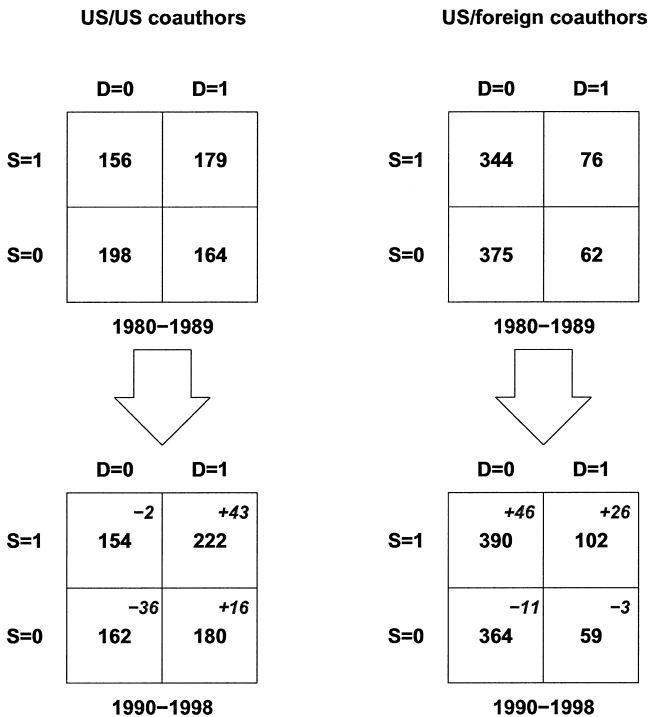 US/US coauthors US/foreign coauthors
D=0 D=1 D=0 D=1
S=1 156 179 S=1 344 76
S=0 198 164 S=0 375 62
1980−1989 1980−1989
D=0 D=1 D=0 D=1
−2 +43 +46 +26
S=1 154 222 S=1 390 102
−36 +16 −11 −3
S=0 162 180 S=0 364 59
1990−1998 1990−1998